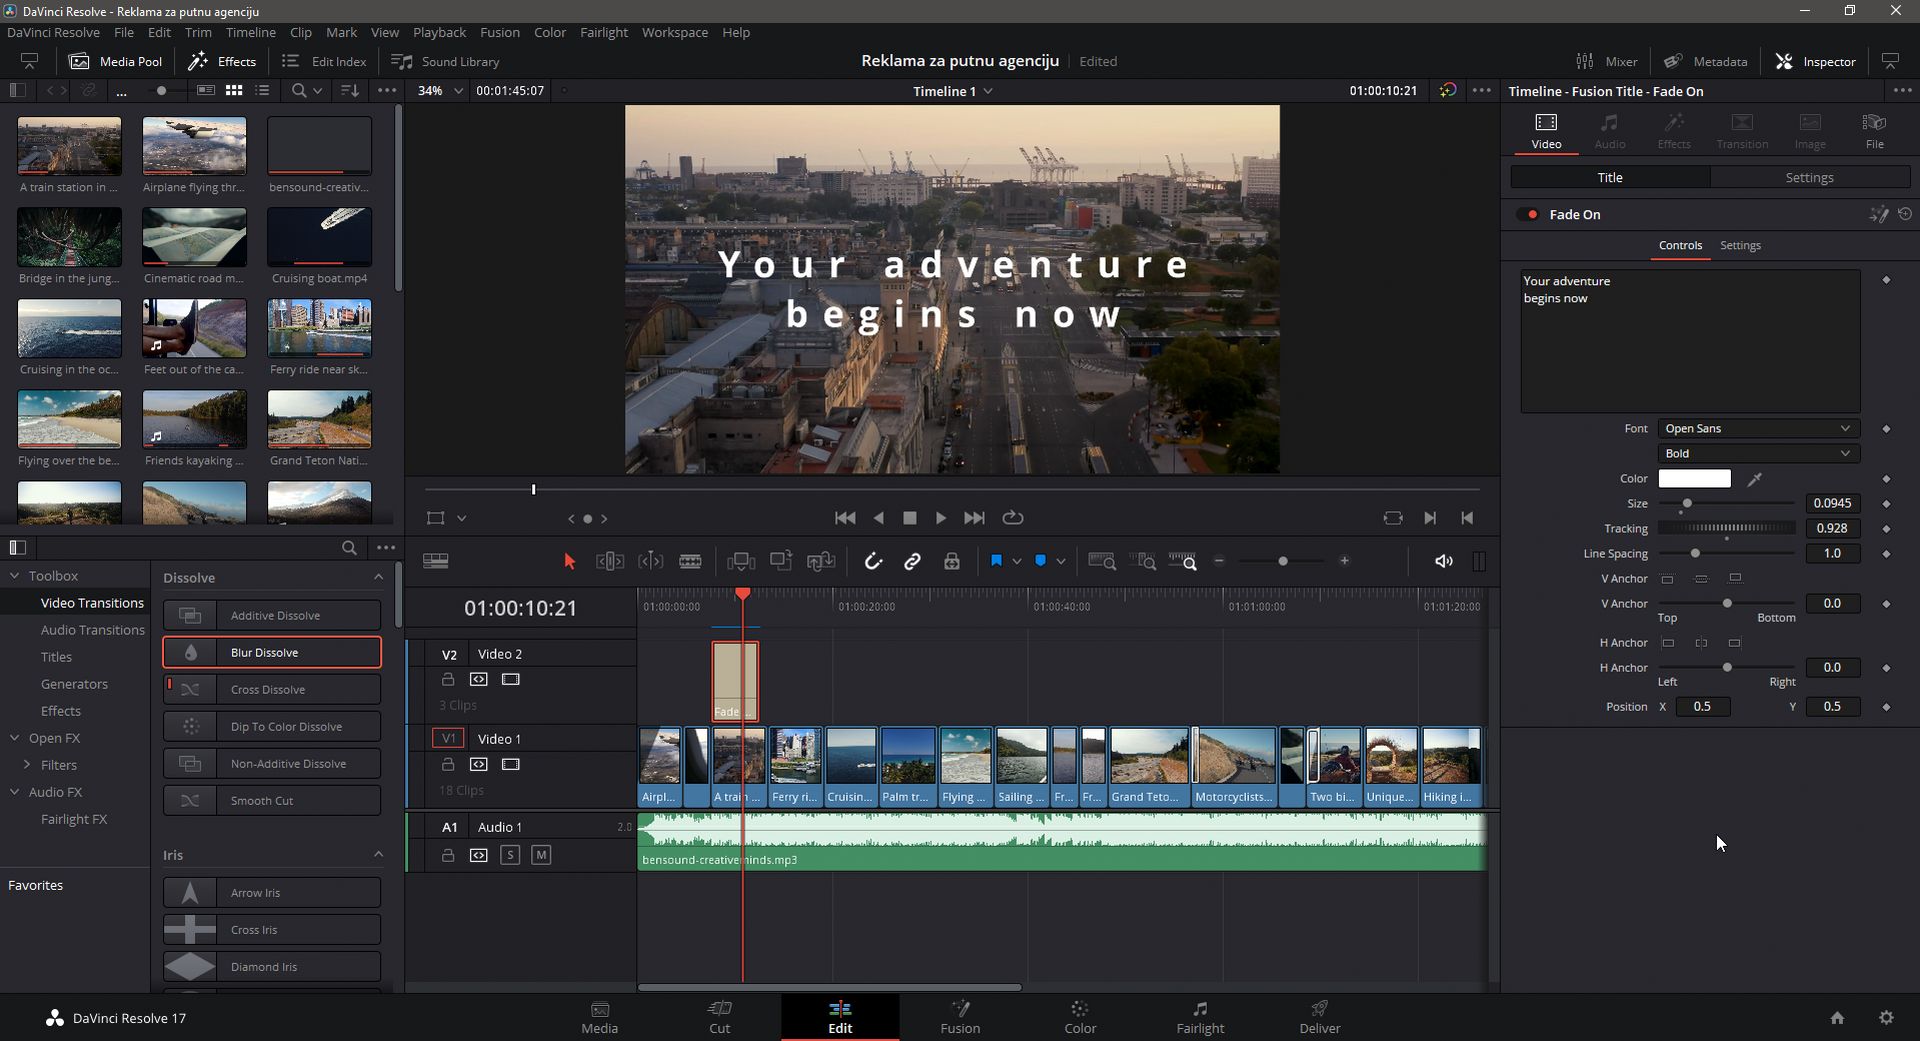 DaVinci Resolve - Reklama za putnu agenciju
DaVinci Resolve File Edit Trim Timeline Clip Mark View Playback Fusion Color Fairlight Workspace Help
Media Pool Effects Edit Index Sound Library Reklama za putnu agenciju Edited Mixer Metadata Inspector
... 34% 00:01:45:07 Timeline 1 01:00:10:21 Timeline - Fusion Title - Fade On
Video Audio Effects Transition Image File
Title Settings
Fade On
Controls Settings
A train station in ... Airplane flying thr... bensound-creativ...
Bridge in the jung... Cinematic road m... Cruising boat.mp4
Cruising in the oc... Feet out of the ca... Ferry ride near sk...
Flying over the be... Friends kayaking ... Grand Teton Nati...
Your adventure
begins now
Your adventure
begins now
Font Open Sans
Bold
Color
Size 0.0945
Tracking 0.928
Line Spacing 1.0
V Anchor
V Anchor 0.0
Top Bottom
H Anchor
H Anchor 0.0
Left Right
Position X 0.5 Y 0.5
Toolbox
Video Transitions
Audio Transitions
Titles
Generators
Effects
Open FX
Filters
Audio FX
Fairlight FX
Favorites
Dissolve
Additive Dissolve
Blur Dissolve
Cross Dissolve
Dip To Color Dissolve
Non-Additive Dissolve
Smooth Cut
Iris
Arrow Iris
Cross Iris
Diamond Iris
01:00:10:21 01:00:00:00 01:00:20:00 01:00:40:00 01:01:00:00 01:01:20:00
V2 Video 2
3 Clips
Fade ...
V1 Video 1
18 Clips
Airpl... A train ... Ferry ri... Cruisin... Palm tr... Flying ... Sailing ... Fr... Fr... Grand Teto... Motorcyclists... Two bi... Unique... Hiking i...
A1 Audio 1 2.0
S M
bensound-creativeminds.mp3
DaVinci Resolve 17 Media Cut Edit Fusion Color Fairlight Deliver